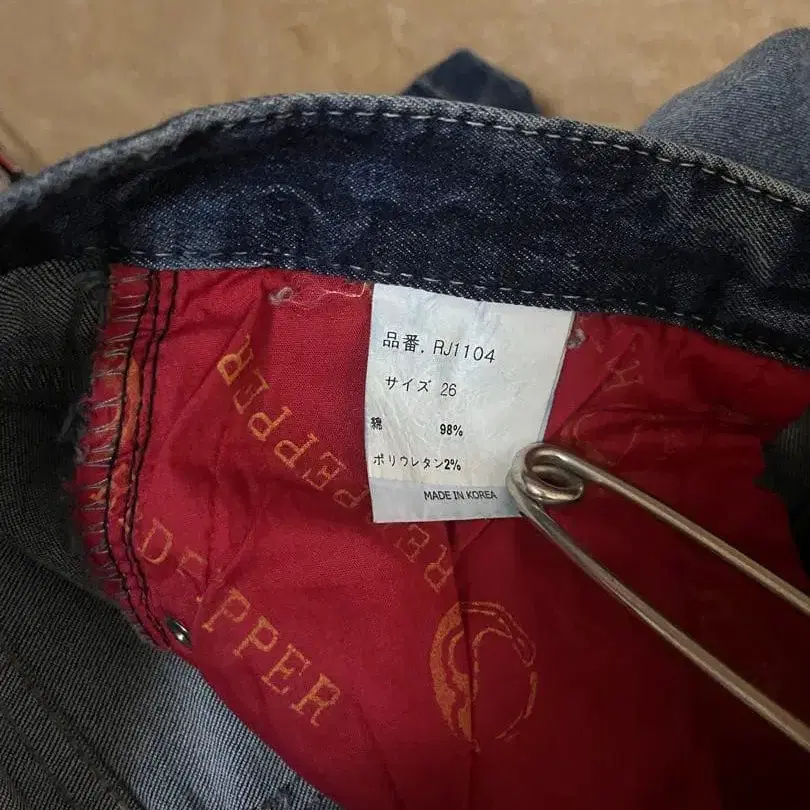 品番. RJ1104
サイズ 26
綿 98%
ポリウレタン2%
MADE IN KOREA
PEPPER
RED PEPPER